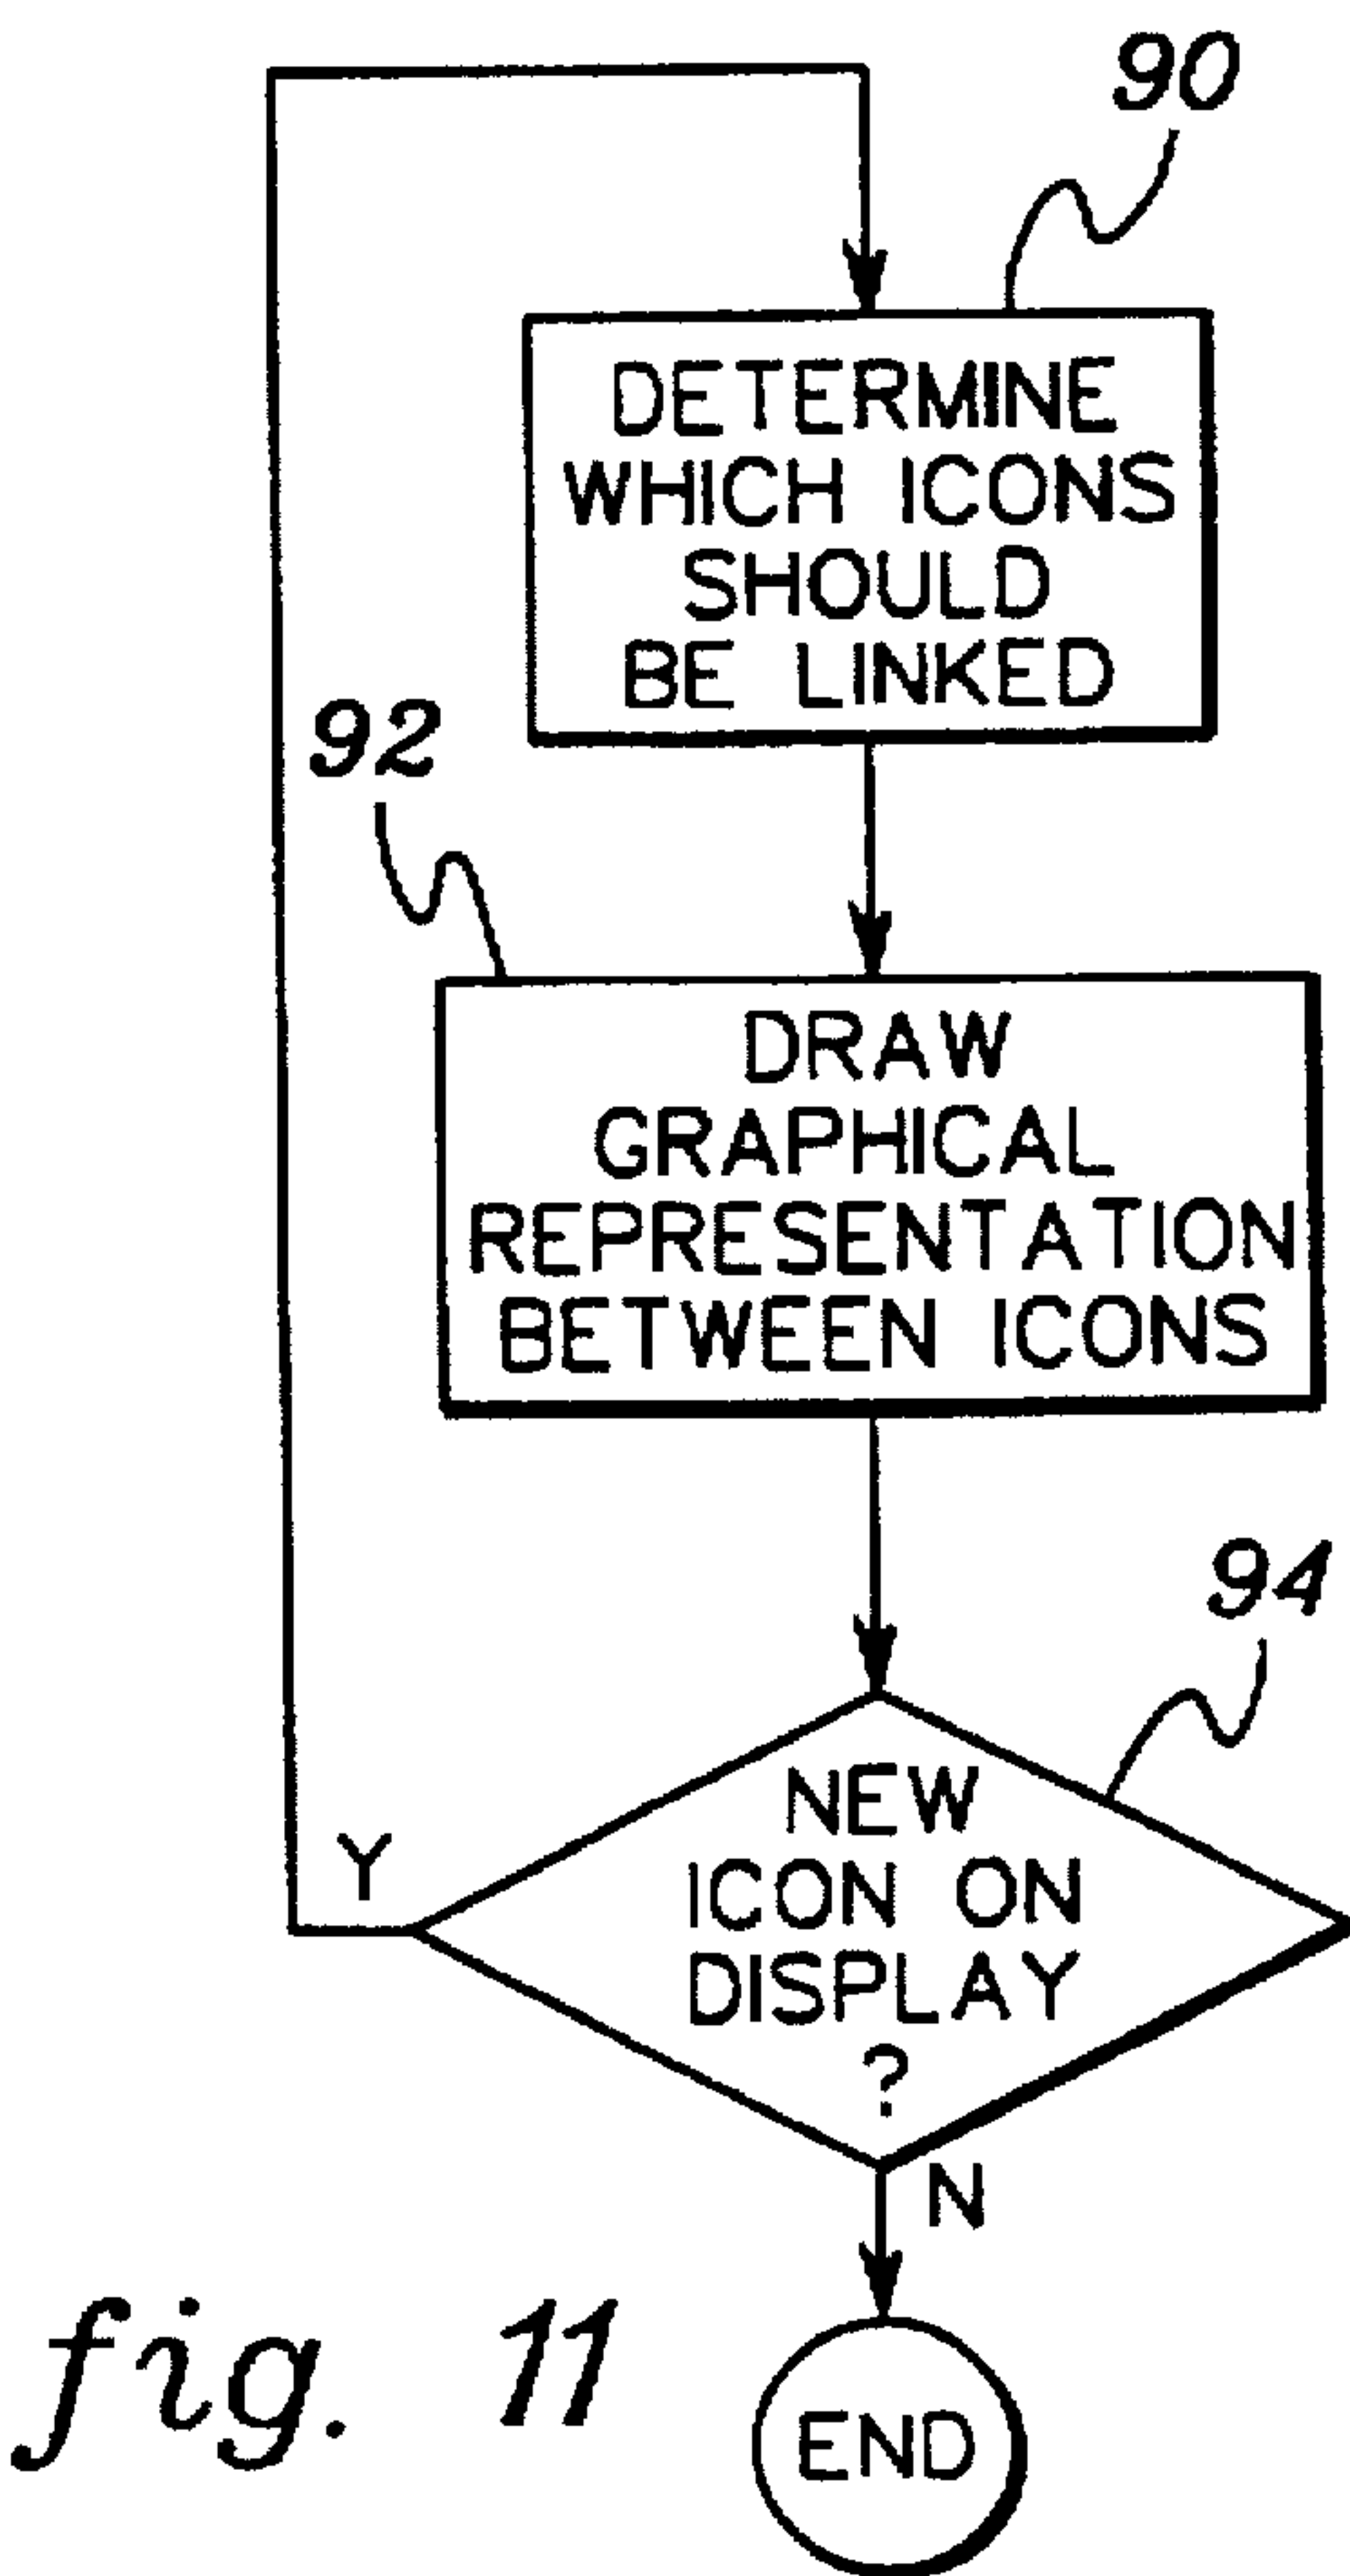 90
DETERMINE
WHICH ICONS
SHOULD
BE LINKED
92
DRAW
GRAPHICAL
REPRESENTATION
BETWEEN ICONS
94
NEW
ICON ON
DISPLAY
?
Y
N
END
fig. 11